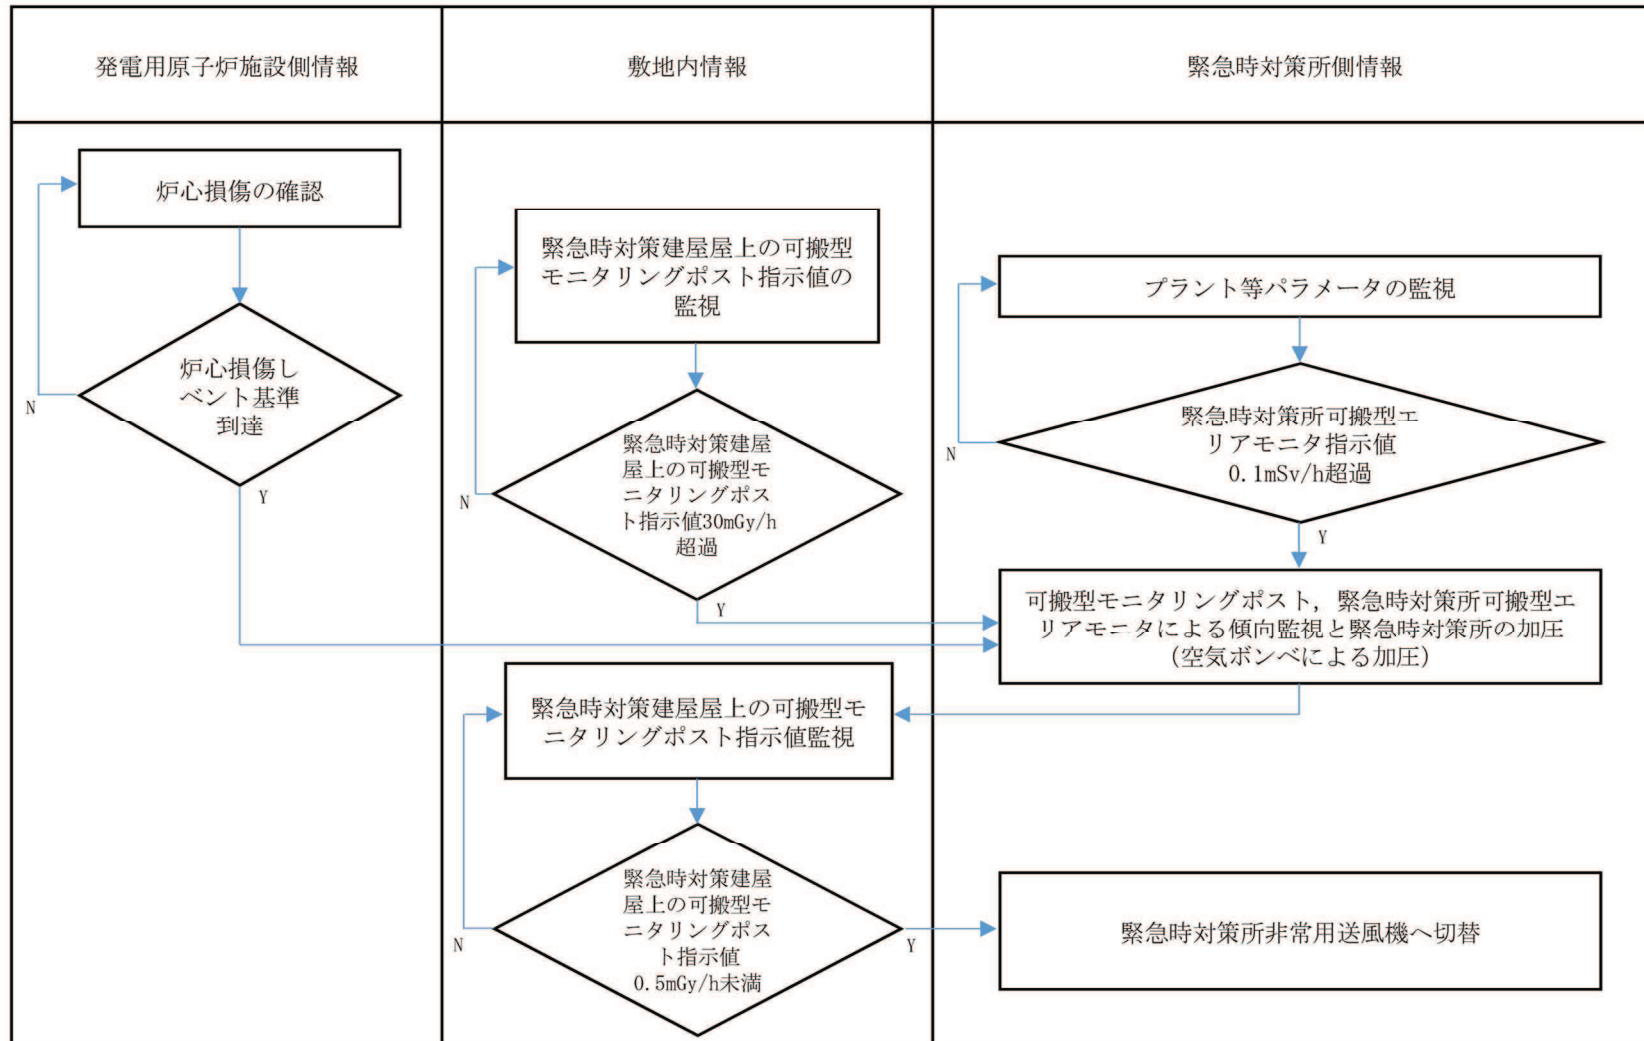 発電用原子炉施設側情報
敷地内情報
緊急時対策所側情報
炉心損傷の確認
炉心損傷し
ベント基準
到達
N
Y
緊急時対策建屋屋上の可搬型
モニタリングポスト指示値の
監視
緊急時対策建屋
屋上の可搬型モ
ニタリングポス
ト指示値30mGy/h
超過
N
Y
プラント等パラメータの監視
緊急時対策所可搬型エ
リアモニタ指示値
0.1mSv/h超過
N
Y
可搬型モニタリングポスト，緊急時対策所可搬型エ
リアモニタによる傾向監視と緊急時対策所の加圧
（空気ボンベによる加圧）
緊急時対策建屋屋上の可搬型モ
ニタリングポスト指示値監視
緊急時対策建屋
屋上の可搬型モ
ニタリングポス
ト指示値
0.5mGy/h未満
N
Y
緊急時対策所非常用送風機へ切替